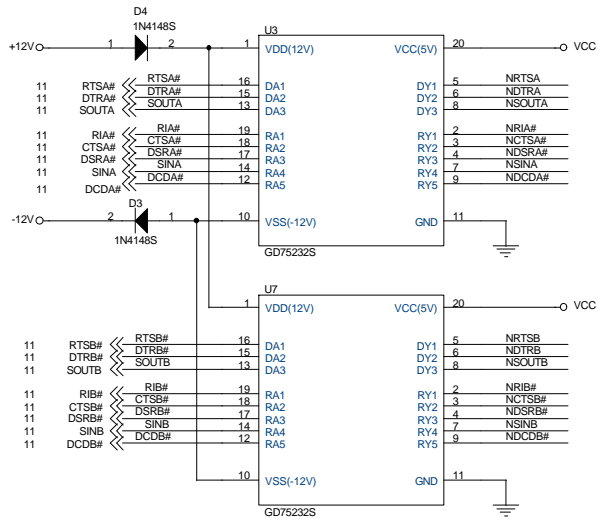 D4
1N4148S
U3
+12V 1 2 1 VDD(12V) VCC(5V) 20 VCC
11 RTSA# RTSA# 16 DA1 DY1 5 NRTSA
11 DTRA# DTRA# 15 DA2 DY2 6 NDTRA
11 SOUTA SOUTA 13 DA3 DY3 8 NSOUTA
11 RIA# RIA# 19 RA1 RY1 2 NRIA#
11 CTSA# CTSA# 18 RA2 RY2 3 NCTSA#
11 DSRA# DSRA# 17 RA3 RY3 4 NDSRA#
11 SINA SINA 14 RA4 RY4 7 NSINA
11 DCDA# DCDA# 12 RA5 RY5 9 NDCDA#
D3
-12V 2 1 10 VSS(-12V) GND 11
1N4148S
GD75232S
U7
1 VDD(12V) VCC(5V) 20 VCC
11 RTSB# RTSB# 16 DA1 DY1 5 NRTSB
11 DTRB# DTRB# 15 DA2 DY2 6 NDTRB
11 SOUTB SOUTB 13 DA3 DY3 8 NSOUTB
11 RIB# RIB# 19 RA1 RY1 2 NRIB#
11 CTSB# CTSB# 18 RA2 RY2 3 NCTSB#
11 DSRB# DSRB# 17 RA3 RY3 4 NDSRB#
11 SINB SINB 14 RA4 RY4 7 NSINB
11 DCDB# DCDB# 12 RA5 RY5 9 NDCDB#
10 VSS(-12V) GND 11
GD75232S